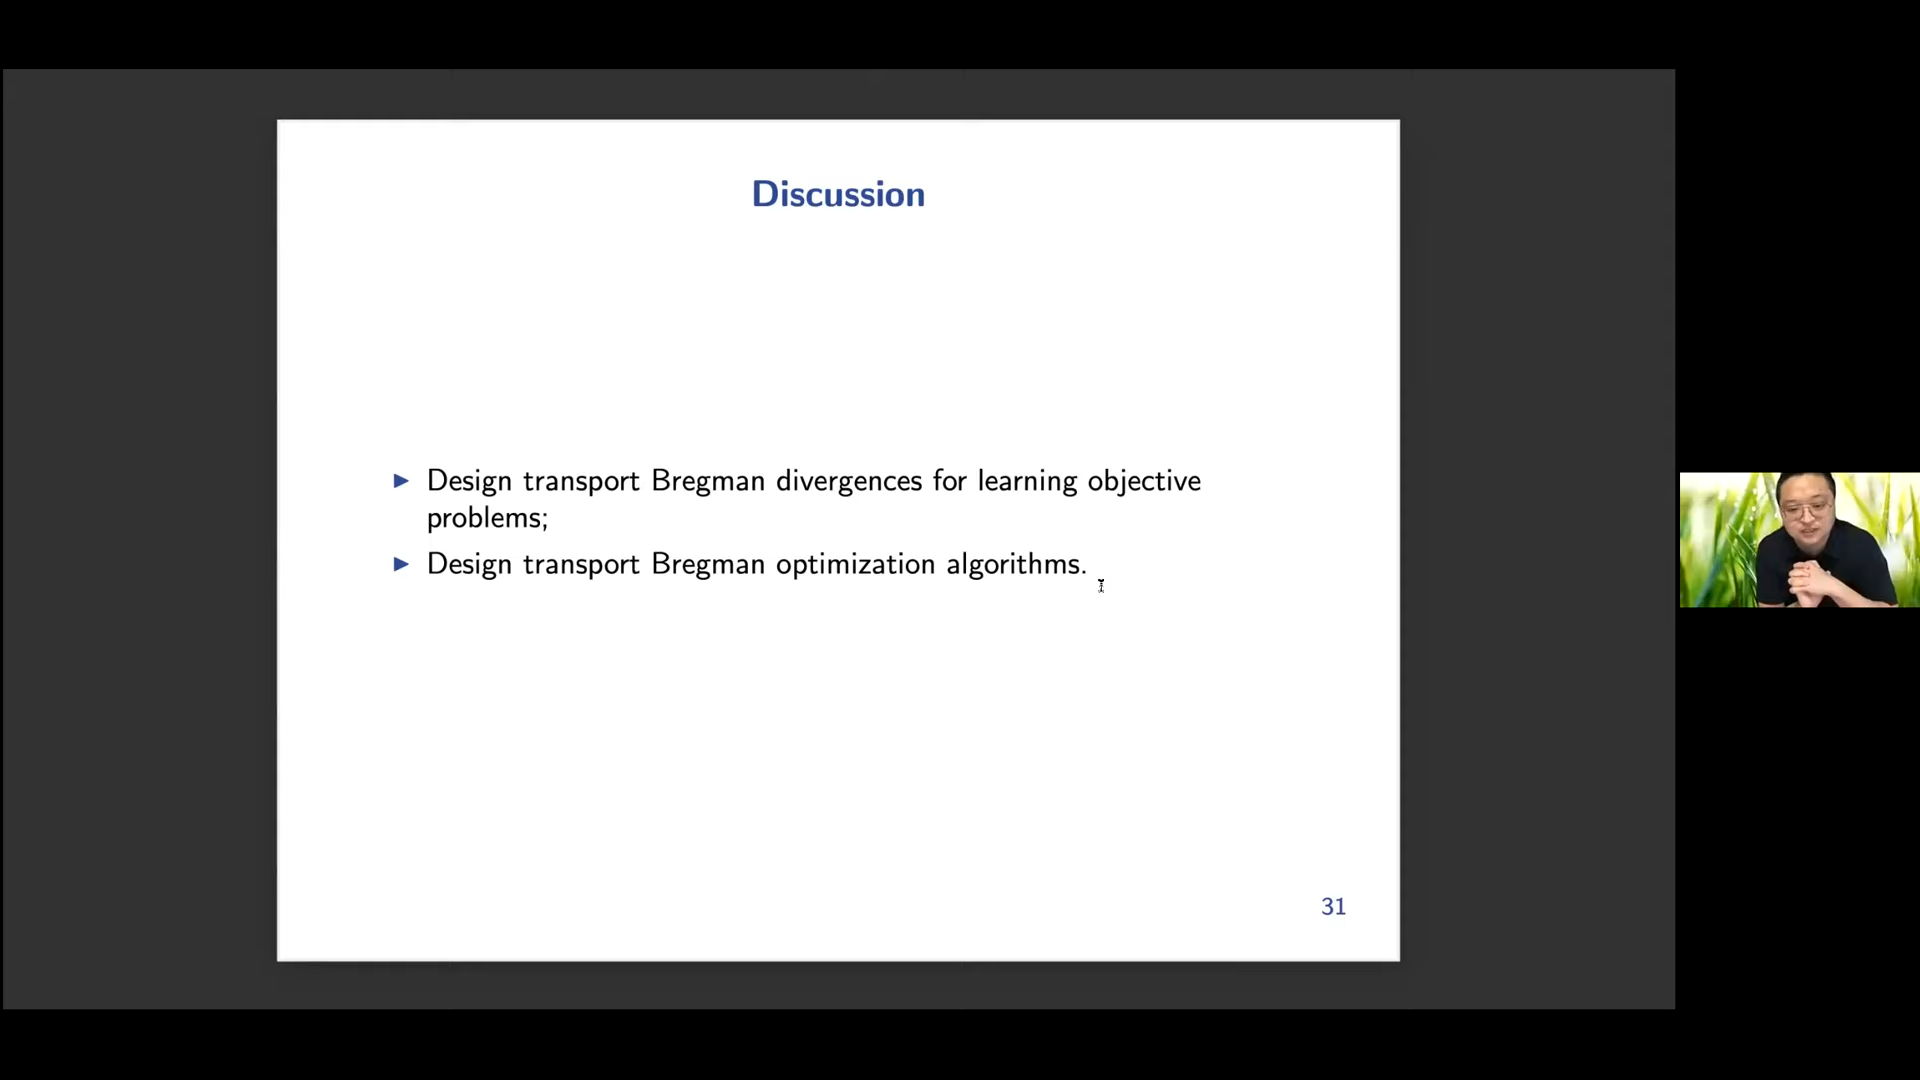 Discussion
▶ Design transport Bregman divergences for learning objective
problems;
▶ Design transport Bregman optimization algorithms.
31